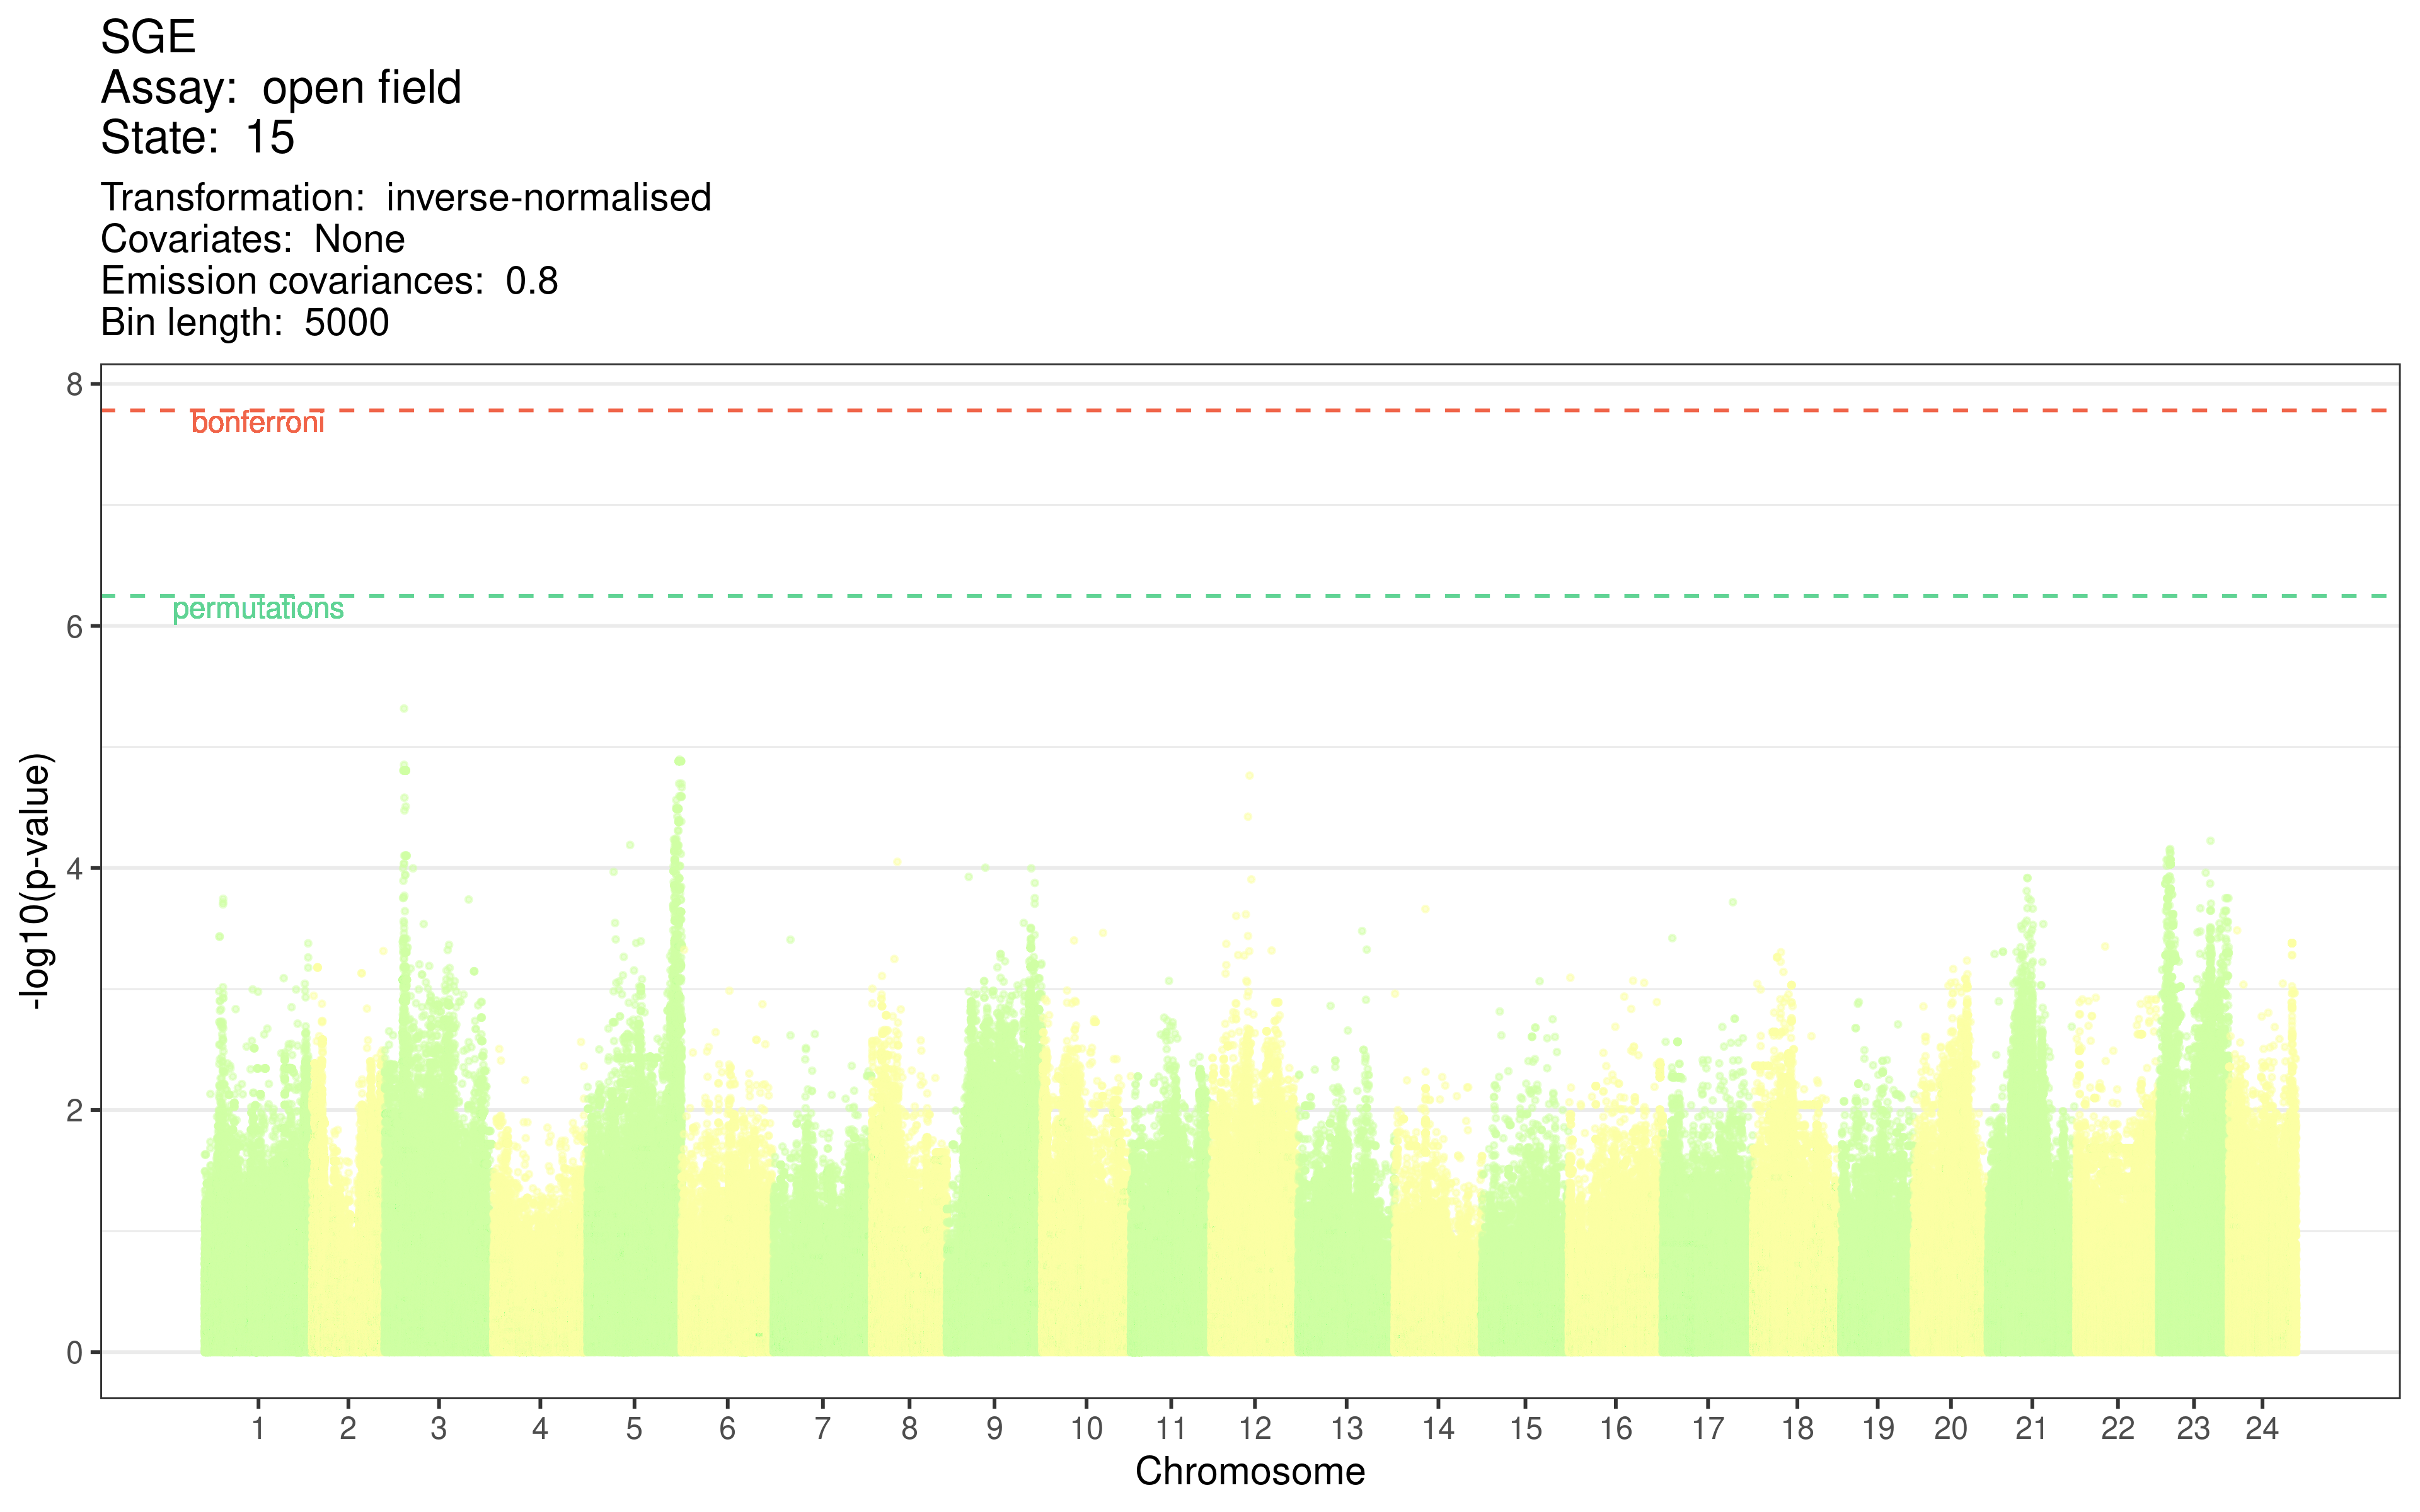 SGE
Assay:  open field
State:  15
Transformation:  inverse-normalised
Covariates:  None
Emission covariances:  0.8
Bin length:  5000
8
bonferroni
permutations
6
4
2
0
-log10(p-value)
1 2 3 4 5 6 7 8 9 10 11 12 13 14 15 16 17 18 19 20 21 22 23 24
Chromosome